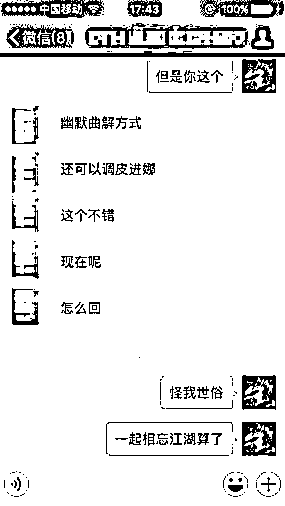 中国移动 17:43 100%
微信(8)
但是你这个
幽默曲解方式
还可以调皮进娜
这个不错
现在呢
怎么回
怪我世俗
一起相忘江湖算了